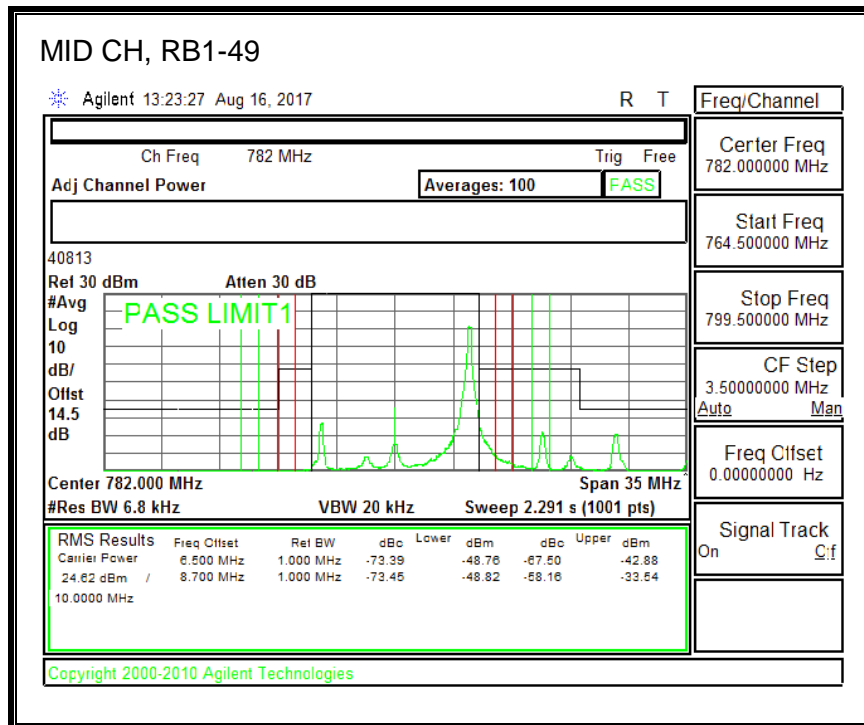 MID CH, RB1-49
Agilent 13:23:27 Aug 16, 2017 R T
Freq/Channel
Ch Freq 782 MHz Trig Free
Adj Channel Power Averages: 100 PASS
40813
Ref 30 dBm Atten 30 dB
#Avg
Log
10
dB/
Offst
14.5
dB
PASS LIMIT1
Center 782.000 MHz Span 35 MHz
#Res BW 6.8 kHz VBW 20 kHz Sweep 2.291 s (1001 pts)
RMS Results Freq Offset Ref BW dBc Lower dBm dBc Upper dBm
Carrier Power 6.500 MHz 1.000 MHz -73.39 -48.76 -67.50 -42.88
24.62 dBm / 8.700 MHz 1.000 MHz -73.45 -48.82 -58.16 -33.54
10.0000 MHz
Copyright 2000-2010 Agilent Technologies
Center Freq
782.000000 MHz
Start Freq
764.500000 MHz
Stop Freq
799.500000 MHz
CF Step
3.50000000 MHz
Auto Man
Freq Offset
0.00000000 Hz
Signal Track
On Off